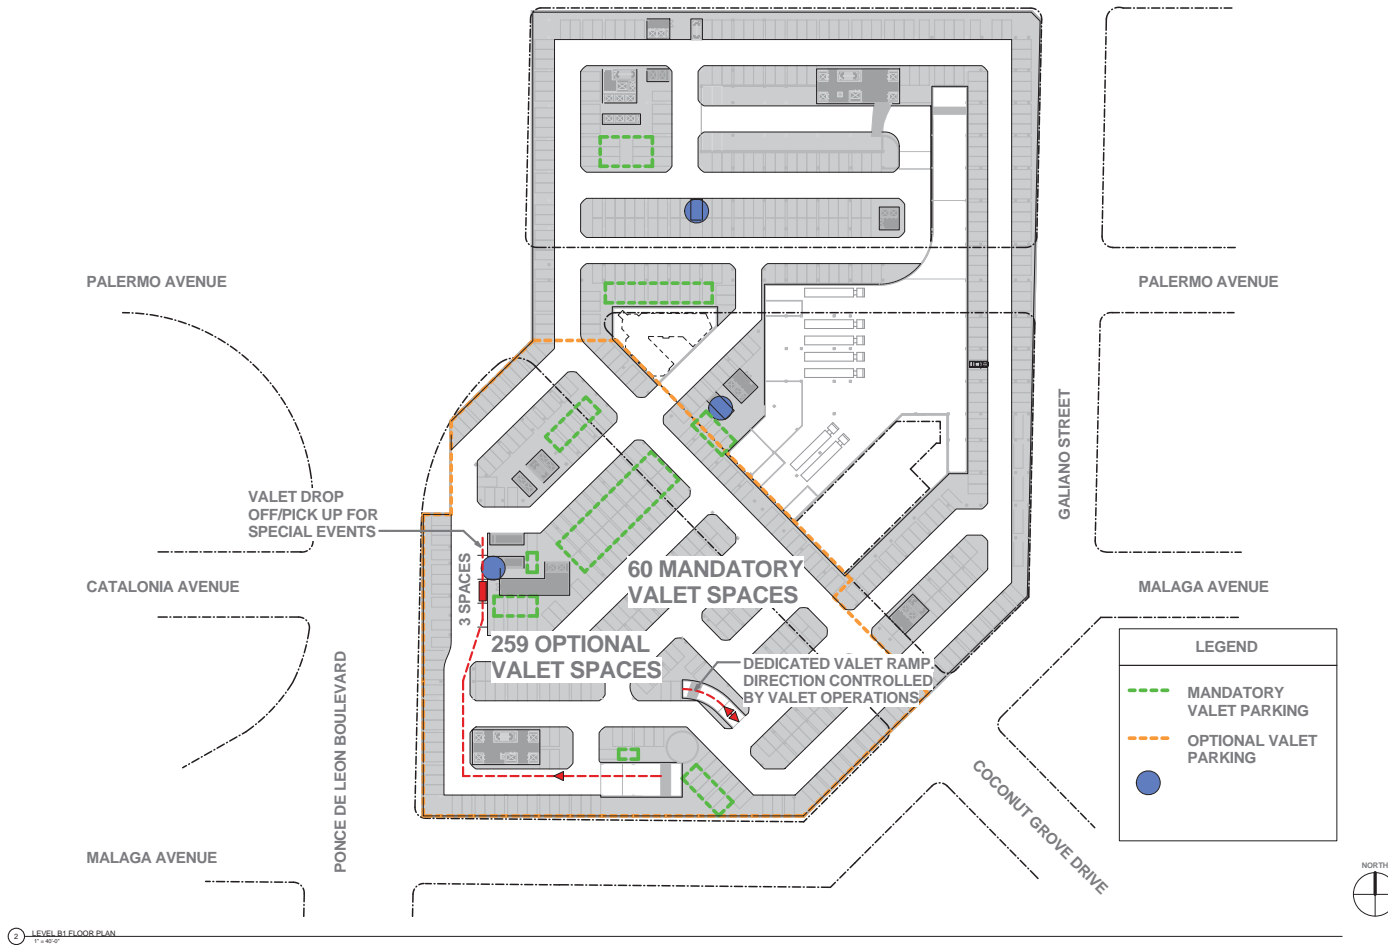 PALERMO AVENUE
PALERMO AVENUE
GALIANO STREET
VALET DROP
OFF/PICK UP FOR
SPECIAL EVENTS
3 SPACES
CATALONIA AVENUE
60 MANDATORY
VALET SPACES
MALAGA AVENUE
259 OPTIONAL
VALET SPACES
DEDICATED VALET RAMP.
DIRECTION CONTROLLED
BY VALET OPERATIONS
PONCE DE LEON BOULEVARD
LEGEND
MANDATORY
VALET PARKING
OPTIONAL VALET
PARKING
COCONUT GROVE DRIVE
MALAGA AVENUE
NORTH
2
LEVEL B1 FLOOR PLAN
1" = 40'-0"